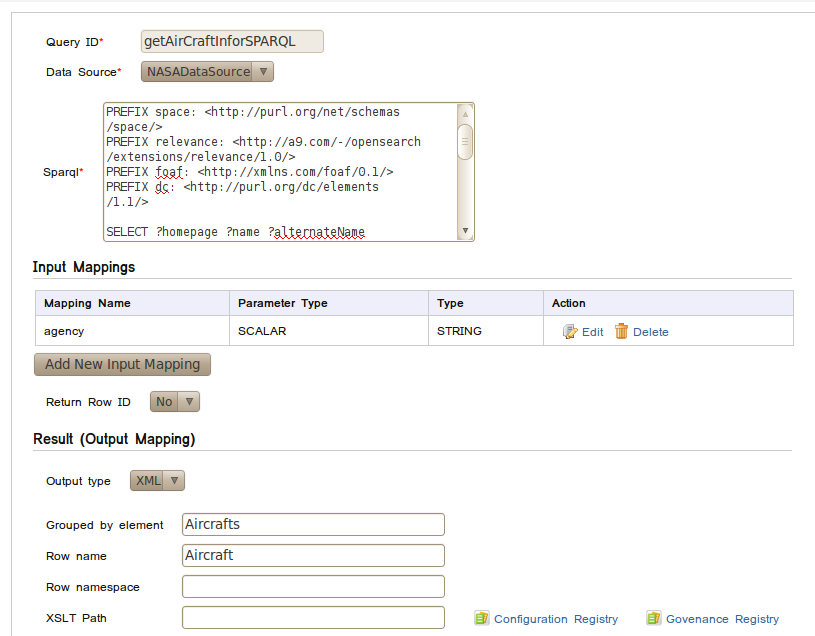 Query ID* getAirCraftInforSPARQL
Data Source* NASADataSource
Sparql*
PREFIX space: <http://purl.org/net/schemas
/space/>
PREFIX relevance: <http://a9.com/-/opensearch
/extensions/relevance/1.0/>
PREFIX foaf: <http://xmlns.com/foaf/0.1/>
PREFIX dc: <http://purl.org/dc/elements
/1.1/>
SELECT ?homepage ?name ?alternateName
Input Mappings
Mapping Name Parameter Type Type Action
agency SCALAR STRING Edit Delete
Add New Input Mapping
Return Row ID No
Result (Output Mapping)
Output type XML
Grouped by element Aircrafts
Row name Aircraft
Row namespace
XSLT Path Configuration Registry Govenance Registry